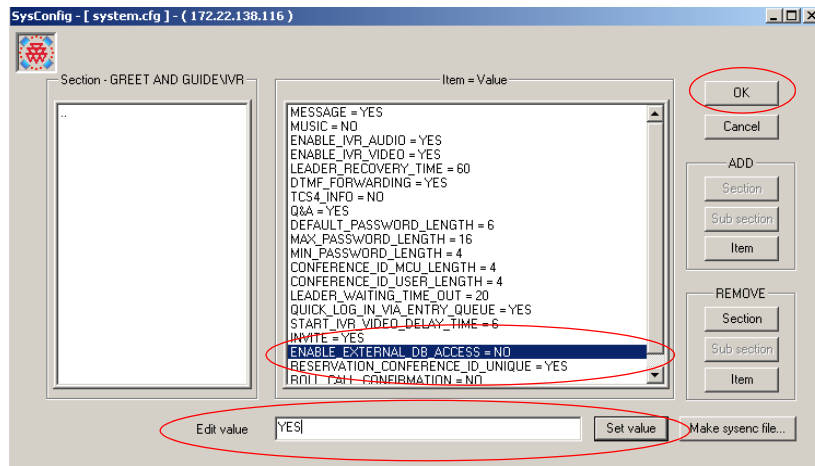 SysConfig - [ system.cfg ] - ( 172.22.138.116 )
Section - GREET AND GUIDE\IVR
..
Item = Value
MESSAGE = YES
MUSIC = NO
ENABLE_IVR_AUDIO = YES
ENABLE_IVR_VIDEO = YES
LEADER_RECOVERY_TIME = 60
DTMF_FORWARDING = YES
TCS4_INFO = NO
Q&A = YES
DEFAULT_PASSWORD_LENGTH = 6
MAX_PASSWORD_LENGTH = 16
MIN_PASSWORD_LENGTH = 4
CONFERENCE_ID_MCU_LENGTH = 4
CONFERENCE_ID_USER_LENGTH = 4
LEADER_WAITING_TIME_OUT = 20
QUICK_LOG_IN_VIA_ENTRY_QUEUE = YES
START_IVR_VIDEO_DELAY_TIME = 6
INVITE = YES
ENABLE_EXTERNAL_DB_ACCESS = NO
RESERVATION_CONFERENCE_ID_UNIQUE = YES
ROLL_CALL_CONFIRMATION = NO
OK
Cancel
ADD
Section
Sub section
Item
REMOVE
Section
Sub section
Item
Edit value
YES
Set value
Make sysenc file...